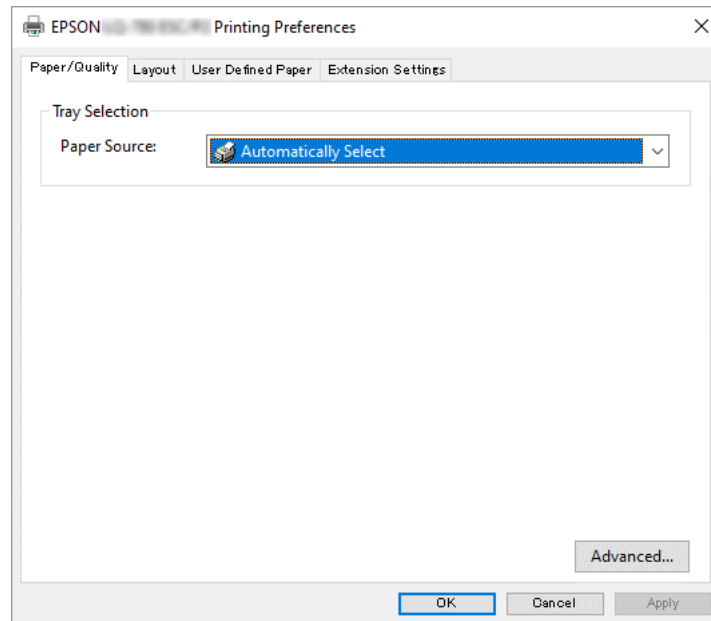 EPSON Printing Preferences
Paper/Quality Layout User Defined Paper Extension Settings
Tray Selection
Paper Source: Automatically Select
Advanced...
OK Cancel Apply